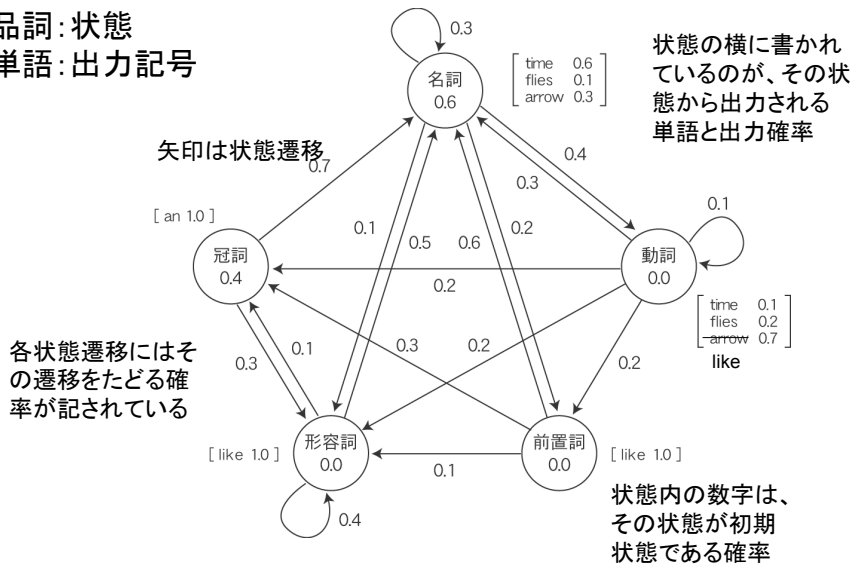 品詞：状態
単語：出力記号
0.3
名詞
0.6
time 0.6
flies 0.1
arrow 0.3
状態の横に書かれ
ているのが、その状
態から出力される
単語と出力確率
矢印は状態遷移
0.7
0.4
0.3
0.1
[ an 1.0 ]
冠詞
0.4
0.1
0.5
0.6
0.2
動詞
0.0
0.2
time 0.1
flies 0.2
arrow 0.7
like
各状態遷移にはそ
の遷移をたどる確
率が記されている
0.3
0.1
0.3
0.2
0.2
[ like 1.0 ]
形容詞
0.0
0.1
前置詞
0.0
[ like 1.0 ]
0.4
状態内の数字は、
その状態が初期
状態である確率